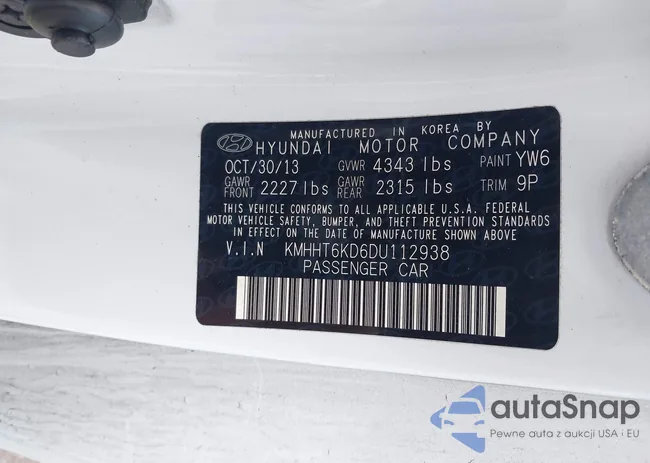 MANUFACTURED IN KOREA BY
HYUNDAI MOTOR COMPANY
OCT/30/13 GVWR 4343 lbs PAINT YW6
GAWR FRONT 2227 lbs GAWR REAR 2315 lbs TRIM 9P
THIS VEHICLE CONFORMS TO ALL APPLICABLE U.S.A. FEDERAL
MOTOR VEHICLE SAFETY, BUMPER, AND THEFT PREVENTION STANDARDS
IN EFFECT ON THE DATE OF MANUFACTURE SHOWN ABOVE
V.I.N KMHHT6KD6DU112938
PASSENGER CAR
autoSnap
Pewne auta z aukcji USA i EU